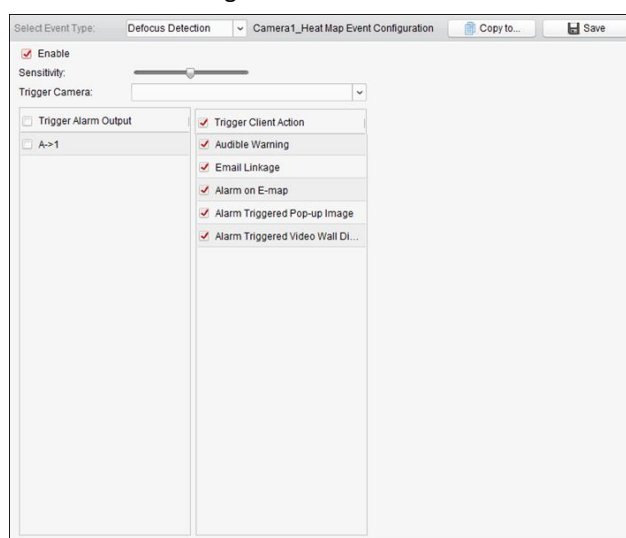 Select Event Type: Defocus Detection Camera1_Heat Map Event Configuration Copy to... Save
Enable
Sensitivity:
Trigger Camera:
Trigger Alarm Output Trigger Client Action
A->1 Audible Warning
Email Linkage
Alarm on E-map
Alarm Triggered Pop-up Image
Alarm Triggered Video Wall Di...